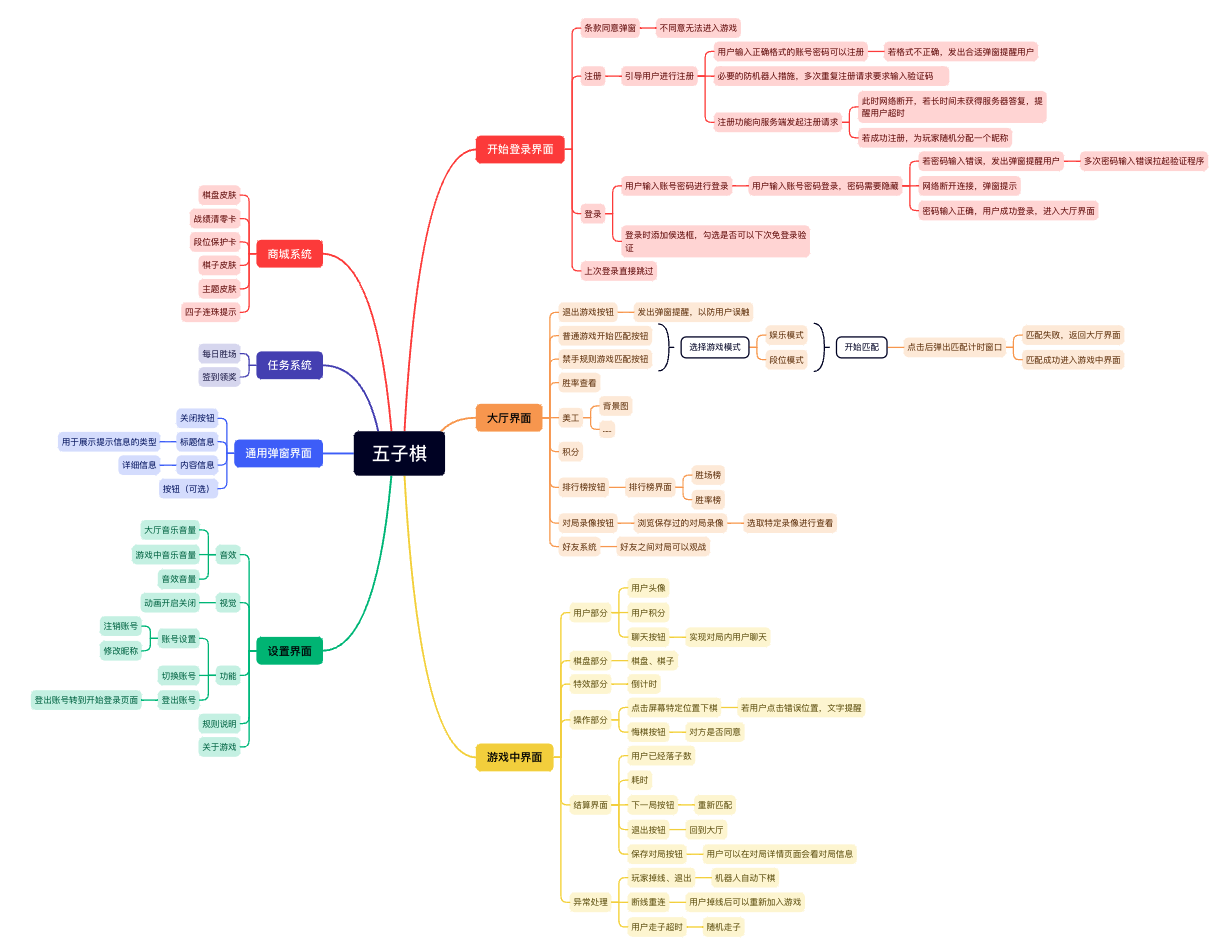 五子棋
开始登录界面
条款同意弹窗
不同意无法进入游戏
注册
引导用户进行注册
用户输入正确格式的账号密码可以注册
若格式不正确，发出合适弹窗提醒用户
必要的防机器人措施，多次重复注册请求要求输入验证码
注册功能向服务端发起注册请求
此时网络断开，若长时间未获得服务器答复，提
醒用户超时
若成功注册，为玩家随机分配一个昵称
登录
用户输入账号密码进行登录
用户输入账号密码登录，密码需要隐藏
若密码输入错误，发出弹窗提醒用户
多次密码输入错误拉起验证程序
网络断开连接，弹窗提示
密码输入正确，用户成功登录，进入大厅界面
登录时添加侯选框，勾选是否可以下次免登录验
证
上次登录直接跳过
大厅界面
退出游戏按钮
发出弹窗提醒，以防用户误触
普通游戏开始匹配按钮
禁手规则游戏匹配按钮
选择游戏模式
娱乐模式
段位模式
开始匹配
点击后弹出匹配计时窗口
匹配失败，返回大厅界面
匹配成功进入游戏中界面
胜率查看
美工
背景图
....
积分
排行榜按钮
排行榜界面
胜场榜
胜率榜
对局录像按钮
浏览保存过的对局录像
选取特定录像进行查看
好友系统
好友之间对局可以观战
游戏中界面
用户部分
用户头像
用户积分
聊天按钮
实现对局内用户聊天
棋盘部分
棋盘、棋子
特效部分
倒计时
操作部分
点击屏幕特定位置下棋
若用户点击错误位置，文字提醒
悔棋按钮
对方是否同意
结算界面
用户已经落子数
耗时
下一局按钮
重新匹配
退出按钮
回到大厅
保存对局按钮
用户可以在对局详情页面会看对局信息
异常处理
玩家掉线、退出
机器人自动下棋
断线重连
用户掉线后可以重新加入游戏
用户走子超时
随机走子
商城系统
棋盘皮肤
战绩清零卡
段位保护卡
棋子皮肤
主题皮肤
四子连珠提示
任务系统
每日胜场
签到领奖
通用弹窗界面
关闭按钮
标题信息
用于展示提示信息的类型
内容信息
详细信息
按钮（可选）
设置界面
音效
大厅音乐音量
游戏中音乐音量
音效音量
视觉
动画开启关闭
功能
账号设置
注销账号
修改昵称
切换账号
登出账号
登出账号转到开始登录页面
规则说明
关于游戏